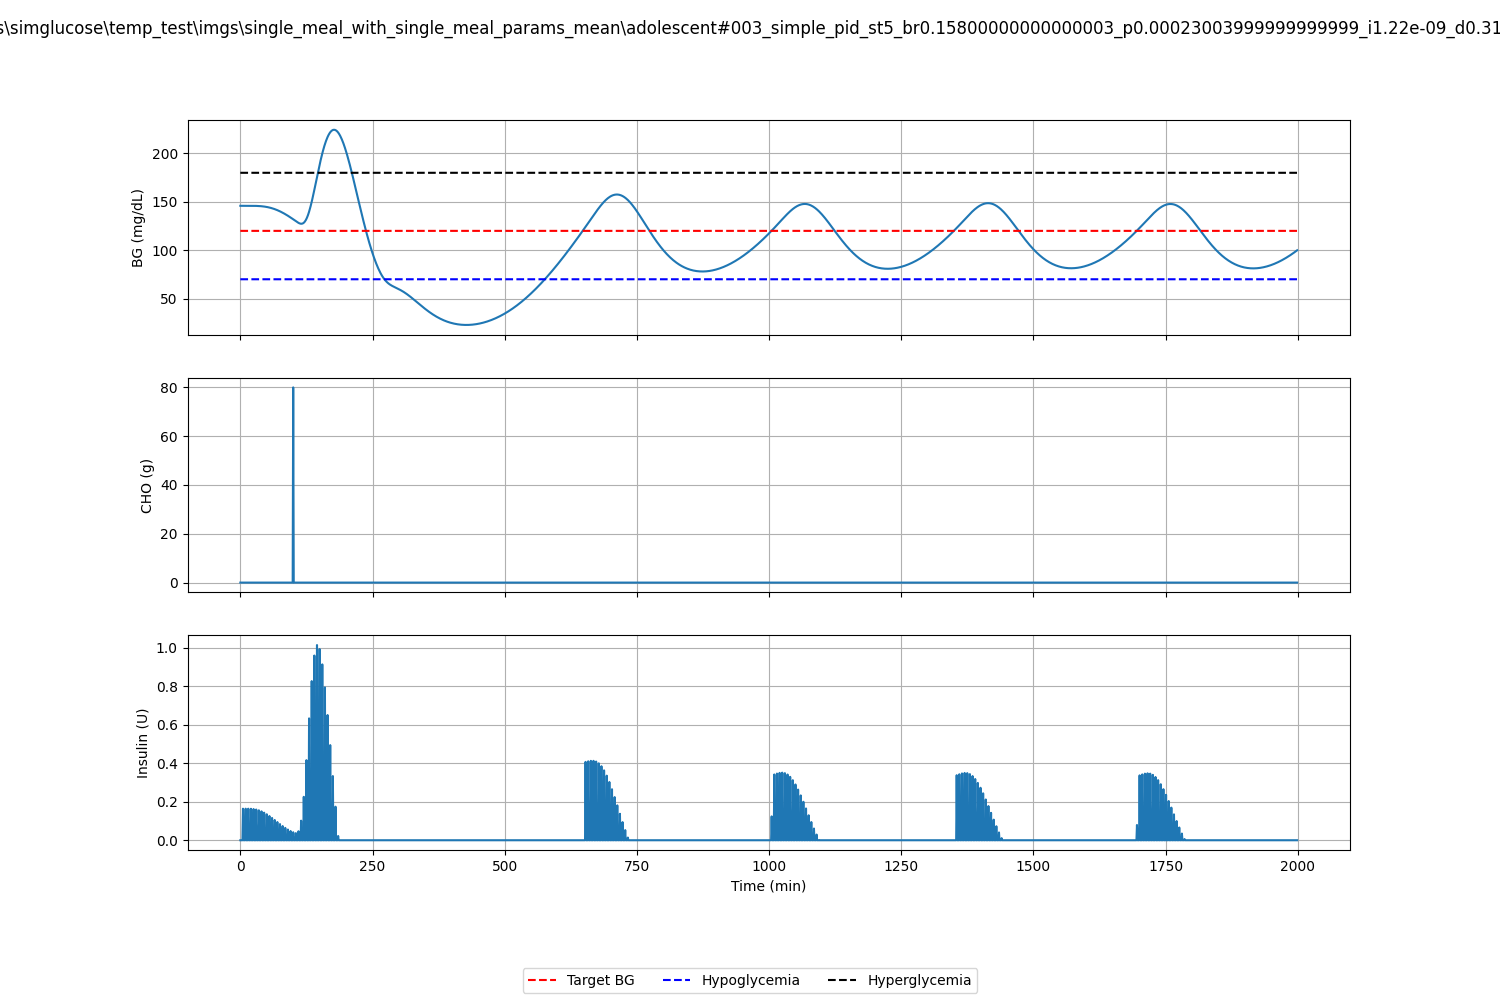 s\simglucose\temp_test\imgs\single_meal_with_single_meal_params_mean\adolescent#003_simple_pid_st5_br0.15800000000000003_p0.00023003999999999999_i1.22e-09_d0.31
200
150
100
50
BG (mg/dL)
80
60
40
20
0
CHO (g)
1.0
0.8
0.6
0.4
0.2
0.0
Insulin (U)
0 250 500 750 1000 1250 1500 1750 2000
Time (min)
Target BG Hypoglycemia Hyperglycemia